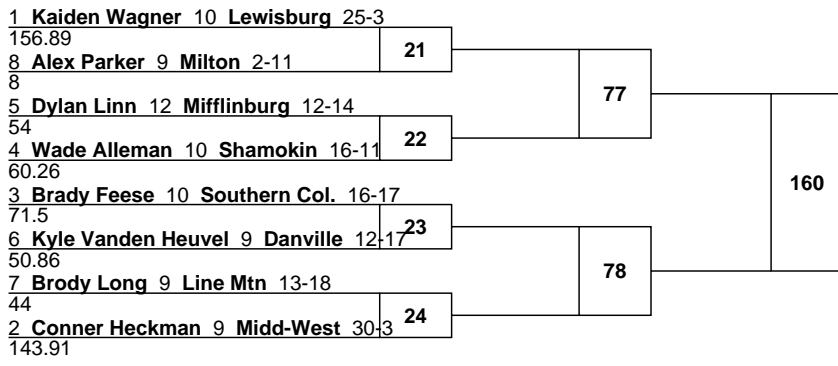 1 Kaiden Wagner 10 Lewisburg 25-3
156.89
21
8 Alex Parker 9 Milton 2-11
8
77
5 Dylan Linn 12 Mifflinburg 12-14
54
22
4 Wade Alleman 10 Shamokin 16-11
60.26
160
3 Brady Feese 10 Southern Col. 16-17
71.5
23
6 Kyle Vanden Heuvel 9 Danville 12-17
50.86
78
7 Brody Long 9 Line Mtn 13-18
44
24
2 Conner Heckman 9 Midd-West 30-3
143.91